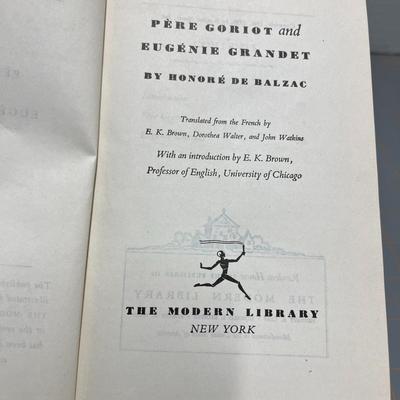 PÈRE GORIOT and
EUGÉNIE GRANDET
BY HONORÉ DE BALZAC
Translated from the French by
E. K. Brown, Dorothea Walter, and John Watkins
With an introduction by E. K. Brown,
Professor of English, University of Chicago
THE MODERN LIBRARY
NEW YORK